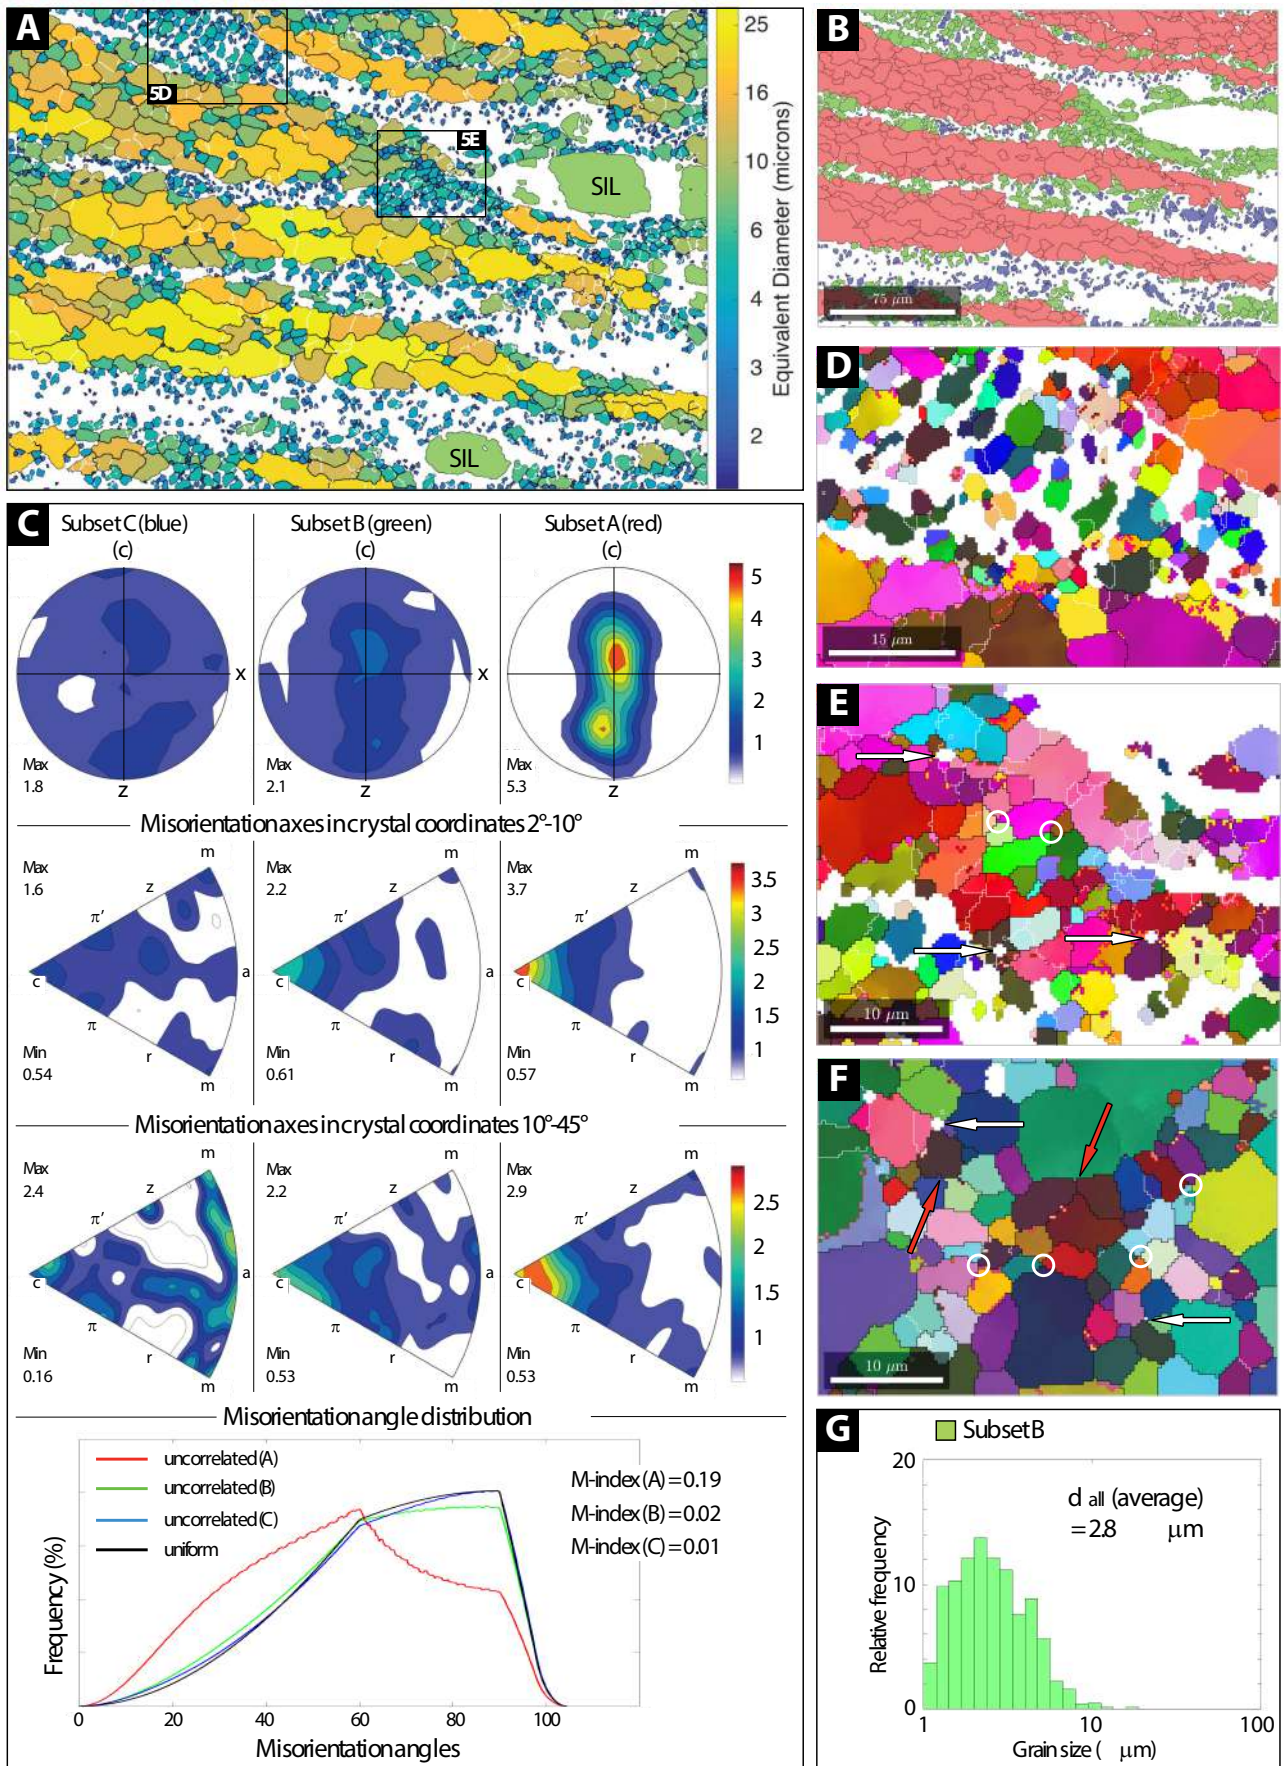 A
5D
5E
SIL
SIL
25
16
10
6
4
3
2
Equivalent Diameter (microns)
B
75 μm
C
Subset C (blue)
(c)
Subset B (green)
(c)
Subset A (red)
(c)
X
X
Z
Z
Max
1.8
Max
2.1
Max
5.3
5
4
3
2
1
Misorientation axes in crystal coordinates 2°-10°
Max
1.6
m
z
π'
c
a
π
r
m
Min
0.54
Max
2.2
m
z
π'
c
a
π
r
m
Min
0.61
Max
3.7
m
z
π'
c
π
r
m
Min
0.57
3.5
3
2.5
2
1.5
1
Misorientation axes in crystal coordinates 10°-45°
Max
2.4
m
z
π'
c
a
π
r
m
Min
0.16
Max
2.2
m
z
π'
c
a
π
r
m
Min
0.53
Max
2.9
m
z
π'
c
π
r
m
Min
0.53
2.5
2
1.5
1
Misorientation angle distribution
uncorrelated (A)
uncorrelated (B)
uncorrelated (C)
uniform
M-index (A) = 0.19
M-index (B) = 0.02
M-index (C) = 0.01
Frequency (%)
0 20 40 60 80 100
Misorientation angles
D
15 μm
E
10 μm
F
10 μm
G
Subset B
d all (average)
= 2.8 μm
20
10
0
Relative frequency
1 10 100
Grain size ( μm)